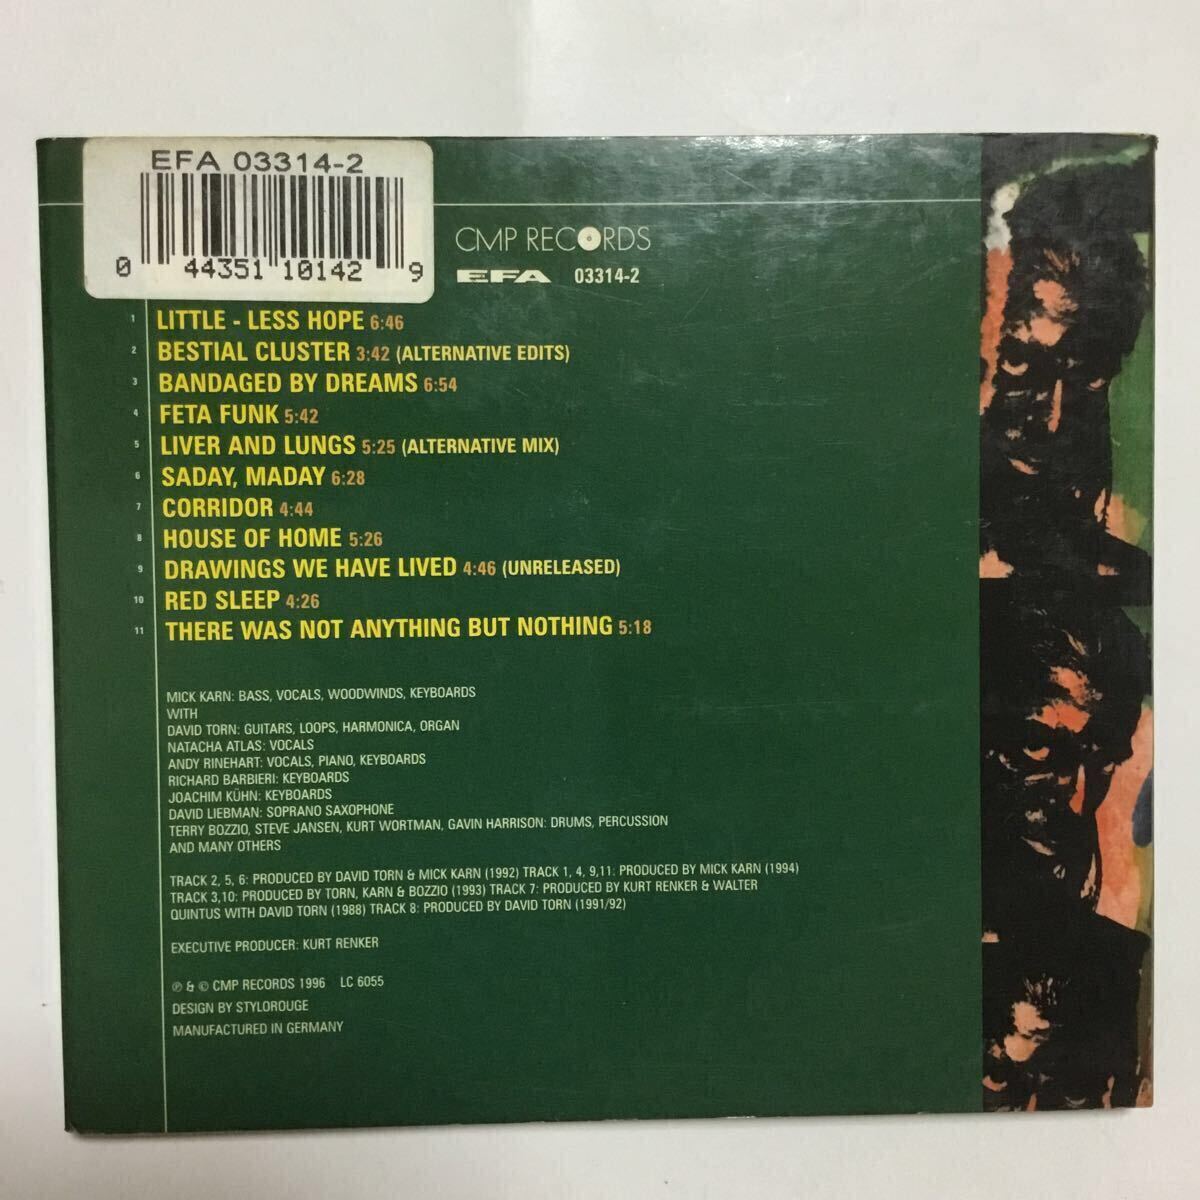 EFA 03314-2
0 44351 10142 9
CMP RECORDS
EFA 03314-2
1 LITTLE - LESS HOPE 6:46
2 BESTIAL CLUSTER 3:42 (ALTERNATIVE EDITS)
3 BANDAGED BY DREAMS 6:54
4 FETA FUNK 5:42
5 LIVER AND LUNGS 5:25 (ALTERNATIVE MIX)
6 SADAY, MADAY 6:28
7 CORRIDOR 4:44
8 HOUSE OF HOME 5:26
9 DRAWINGS WE HAVE LIVED 4:46 (UNRELEASED)
10 RED SLEEP 4:26
11 THERE WAS NOT ANYTHING BUT NOTHING 5:18
MICK KARN: BASS, VOCALS, WOODWINDS, KEYBOARDS
WITH
DAVID TORN: GUITARS, LOOPS, HARMONICA, ORGAN
NATACHA ATLAS: VOCALS
ANDY RINEHART: VOCALS, PIANO, KEYBOARDS
RICHARD BARBIERI: KEYBOARDS
JOACHIM KÜHN: KEYBOARDS
DAVID LIEBMAN: SOPRANO SAXOPHONE
TERRY BOZZIO, STEVE JANSEN, KURT WORTMAN, GAVIN HARRISON: DRUMS, PERCUSSION
AND MANY OTHERS
TRACK 2, 5, 6: PRODUCED BY DAVID TORN & MICK KARN (1992) TRACK 1, 4, 9,11: PRODUCED BY MICK KARN (1994)
TRACK 3,10: PRODUCED BY TORN, KARN & BOZZIO (1993) TRACK 7: PRODUCED BY KURT RENKER & WALTER
QUINTUS WITH DAVID TORN (1988) TRACK 8: PRODUCED BY DAVID TORN (1991/92)
EXECUTIVE PRODUCER: KURT RENKER
℗ & © CMP RECORDS 1996 LC 6055
DESIGN BY STYLOROUGE
MANUFACTURED IN GERMANY